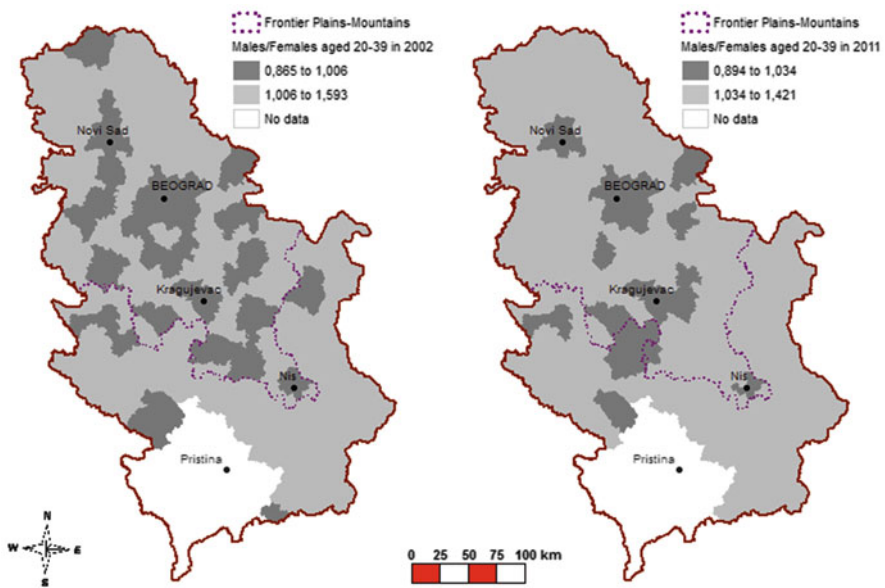 Frontier Plains-Mountains
Males/Females aged 20-39 in 2002
0,865 to 1,006
1,006 to 1,593
No data
Novi Sad
BEOGRAD
Kragujevac
Nis
Pristina
Frontier Plains-Mountains
Males/Females aged 20-39 in 2011
0,894 to 1,034
1,034 to 1,421
No data
Novi Sad
BEOGRAD
Kragujevac
Nis
Pristina
N
W E
S
0 25 50 75 100 km